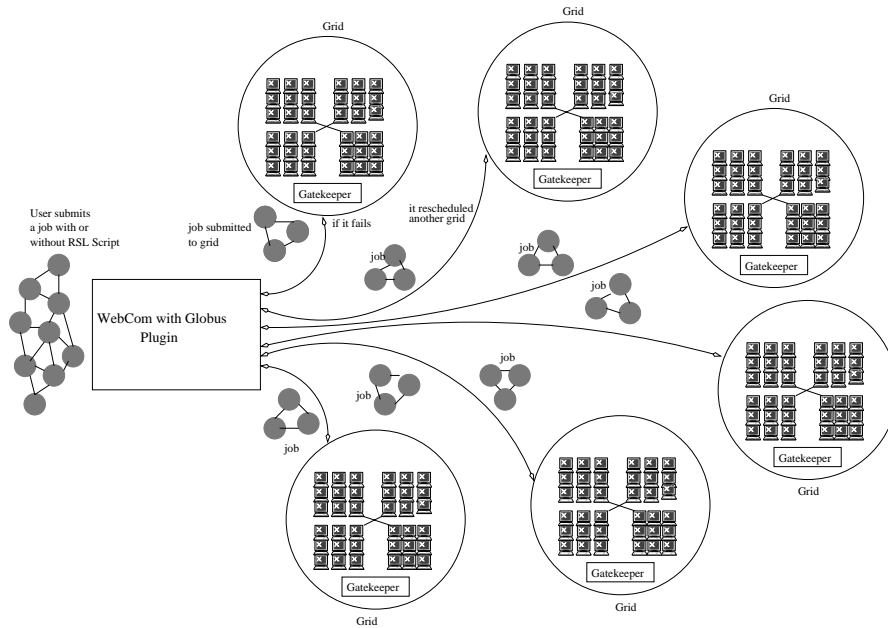 Grid
Gatekeeper
Grid
Gatekeeper
Grid
Gatekeeper
User submits
a job with or
without RSL Script
job submitted
to grid
if it fails
it rescheduled
another grid
job
job
job
WebCom with Globus
Plugin
Gatekeeper
Grid
job
job
job
Gatekeeper
Grid
Gatekeeper
Grid